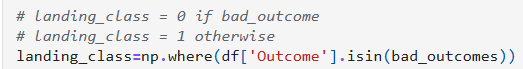 # landing_class = 0 if bad_outcome
# landing_class = 1 otherwise
landing_class=np.where(df['Outcome'].isin(bad_outcomes))